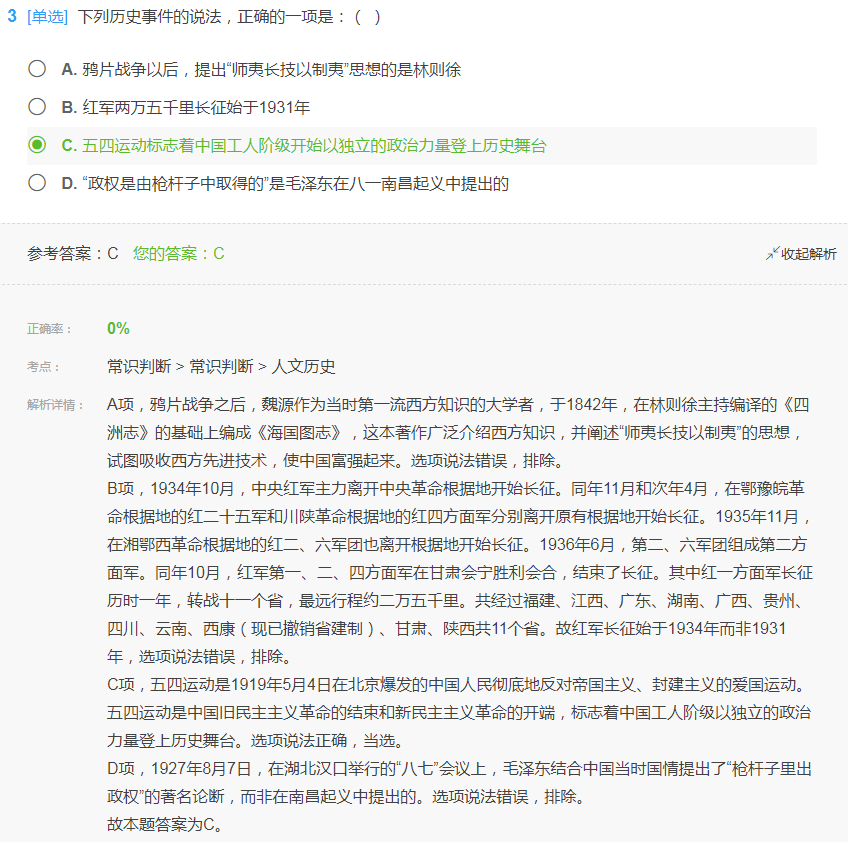 3 [单选] 下列历史事件的说法，正确的一项是：（ ）
A. 鸦片战争以后，提出“师夷长技以制夷”思想的是林则徐
B. 红军两万五千里长征始于1931年
C. 五四运动标志着中国工人阶级开始以独立的政治力量登上历史舞台
D. “政权是由枪杆子中取得的”是毛泽东在八一南昌起义中提出的
参考答案：C 您的答案：C 收起解析
正确率： 0%
考点： 常识判断 > 常识判断 > 人文历史
解析详情： A项，鸦片战争之后，魏源作为当时第一流西方知识的大学者，于1842年，在林则徐主持编译的《四
洲志》的基础上编成《海国图志》，这本著作广泛介绍西方知识，并阐述“师夷长技以制夷”的思想，
试图吸收西方先进技术，使中国富强起来。选项说法错误，排除。
B项，1934年10月，中央红军主力离开中央革命根据地开始长征。同年11月和次年4月，在鄂豫皖革
命根据地的红二十五军和川陕革命根据地的红四方面军分别离开原有根据地开始长征。1935年11月，
在湘鄂西革命根据地的红二、六军团也离开根据地开始长征。1936年6月，第二、六军团组成第二方
面军。同年10月，红军第一、二、四方面军在甘肃会宁胜利会合，结束了长征。其中红一方面军长征
历时一年，转战十一个省，最远行程约二万五千里。共经过福建、江西、广东、湖南、广西、贵州、
四川、云南、西康（现已撤销省建制）、甘肃、陕西共11个省。故红军长征始于1934年而非1931
年，选项说法错误，排除。
C项，五四运动是1919年5月4日在北京爆发的中国人民彻底地反对帝国主义、封建主义的爱国运动。
五四运动是中国旧民主主义革命的结束和新民主主义革命的开端，标志着中国工人阶级以独立的政治
力量登上历史舞台。选项说法正确，当选。
D项，1927年8月7日，在湖北汉口举行的“八七”会议上，毛泽东结合中国当时国情提出了“枪杆子里出
政权”的著名论断，而非在南昌起义中提出的。选项说法错误，排除。
故本题答案为C。